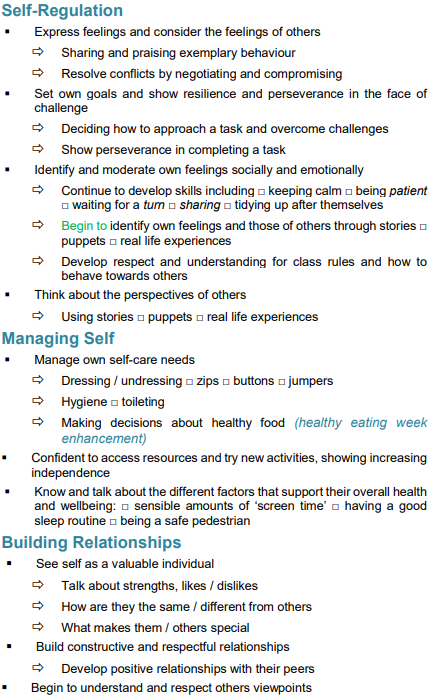 Self-Regulation
▪ Express feelings and consider the feelings of others
⇨ Sharing and praising exemplary behaviour
⇨ Resolve conflicts by negotiating and compromising
▪ Set own goals and show resilience and perseverance in the face of
challenge
⇨ Deciding how to approach a task and overcome challenges
⇨ Show perseverance in completing a task
▪ Identify and moderate own feelings socially and emotionally
⇨ Continue to develop skills including □ keeping calm □ being patient
□ waiting for a turn □ sharing □ tidying up after themselves
⇨ Begin to identify own feelings and those of others through stories □
puppets □ real life experiences
⇨ Develop respect and understanding for class rules and how to
behave towards others
▪ Think about the perspectives of others
⇨ Using stories □ puppets □ real life experiences
Managing Self
▪ Manage own self-care needs
⇨ Dressing / undressing □ zips □ buttons □ jumpers
⇨ Hygiene □ toileting
⇨ Making decisions about healthy food (healthy eating week
enhancement)
▪ Confident to access resources and try new activities, showing increasing
independence
▪ Know and talk about the different factors that support their overall health
and wellbeing: □ sensible amounts of ‘screen time’ □ having a good
sleep routine □ being a safe pedestrian
Building Relationships
▪ See self as a valuable individual
⇨ Talk about strengths, likes / dislikes
⇨ How are they the same / different from others
⇨ What makes them / others special
▪ Build constructive and respectful relationships
⇨ Develop positive relationships with their peers
▪ Begin to understand and respect others viewpoints